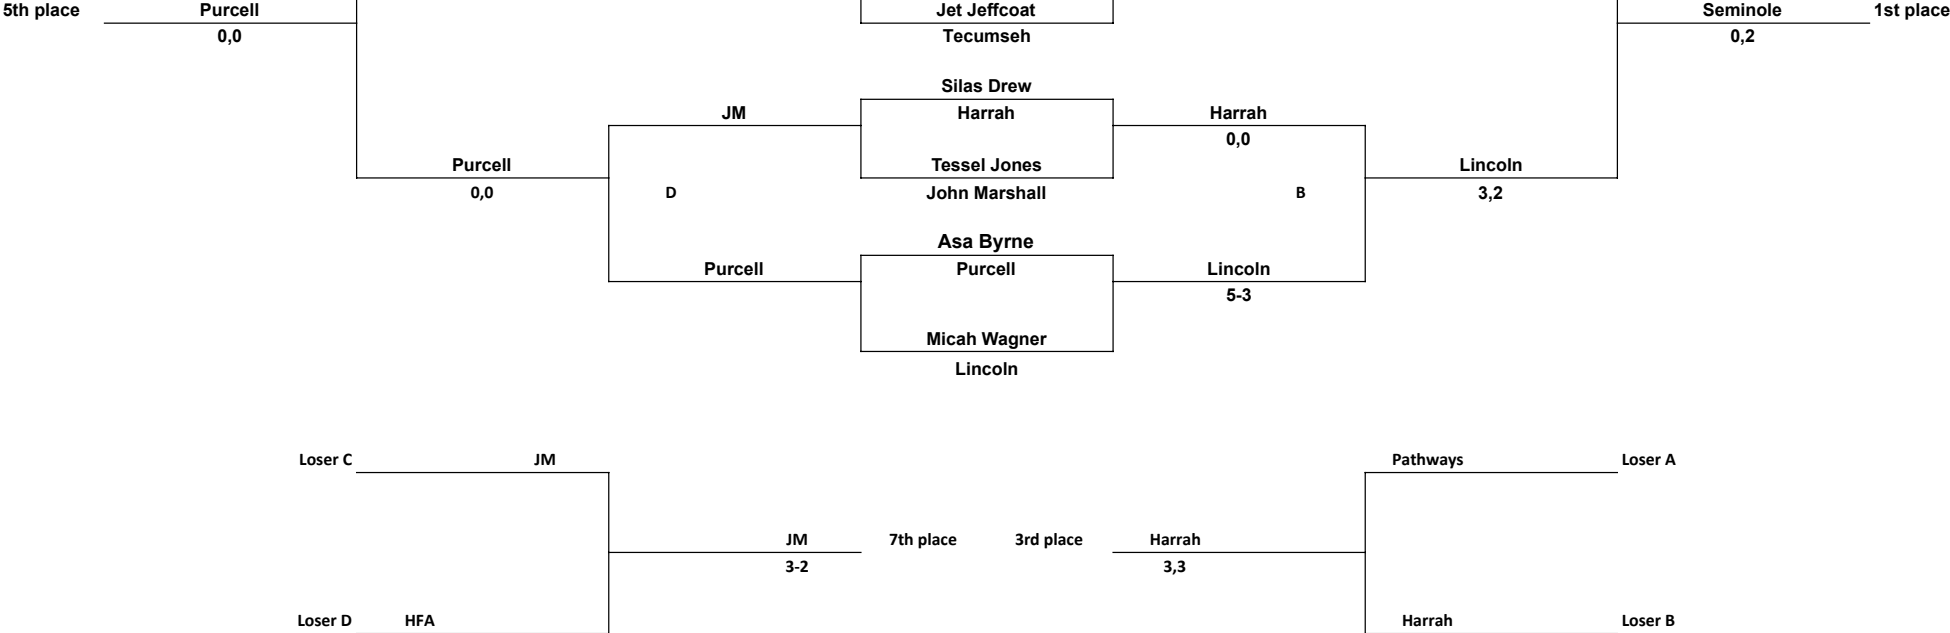 5th place Purcell Jet Jeffcoat Seminole 1st place
0,0 Tecumseh 0,2
Silas Drew
JM Harrah Harrah
0,0
Purcell Tessel Jones Lincoln
0,0 D John Marshall B 3,2
Asa Byrne
Purcell Purcell Lincoln
5-3
Micah Wagner
Lincoln
Loser C JM Pathways Loser A
JM 7th place 3rd place Harrah
3-2 3,3
Loser D HFA Harrah Loser B